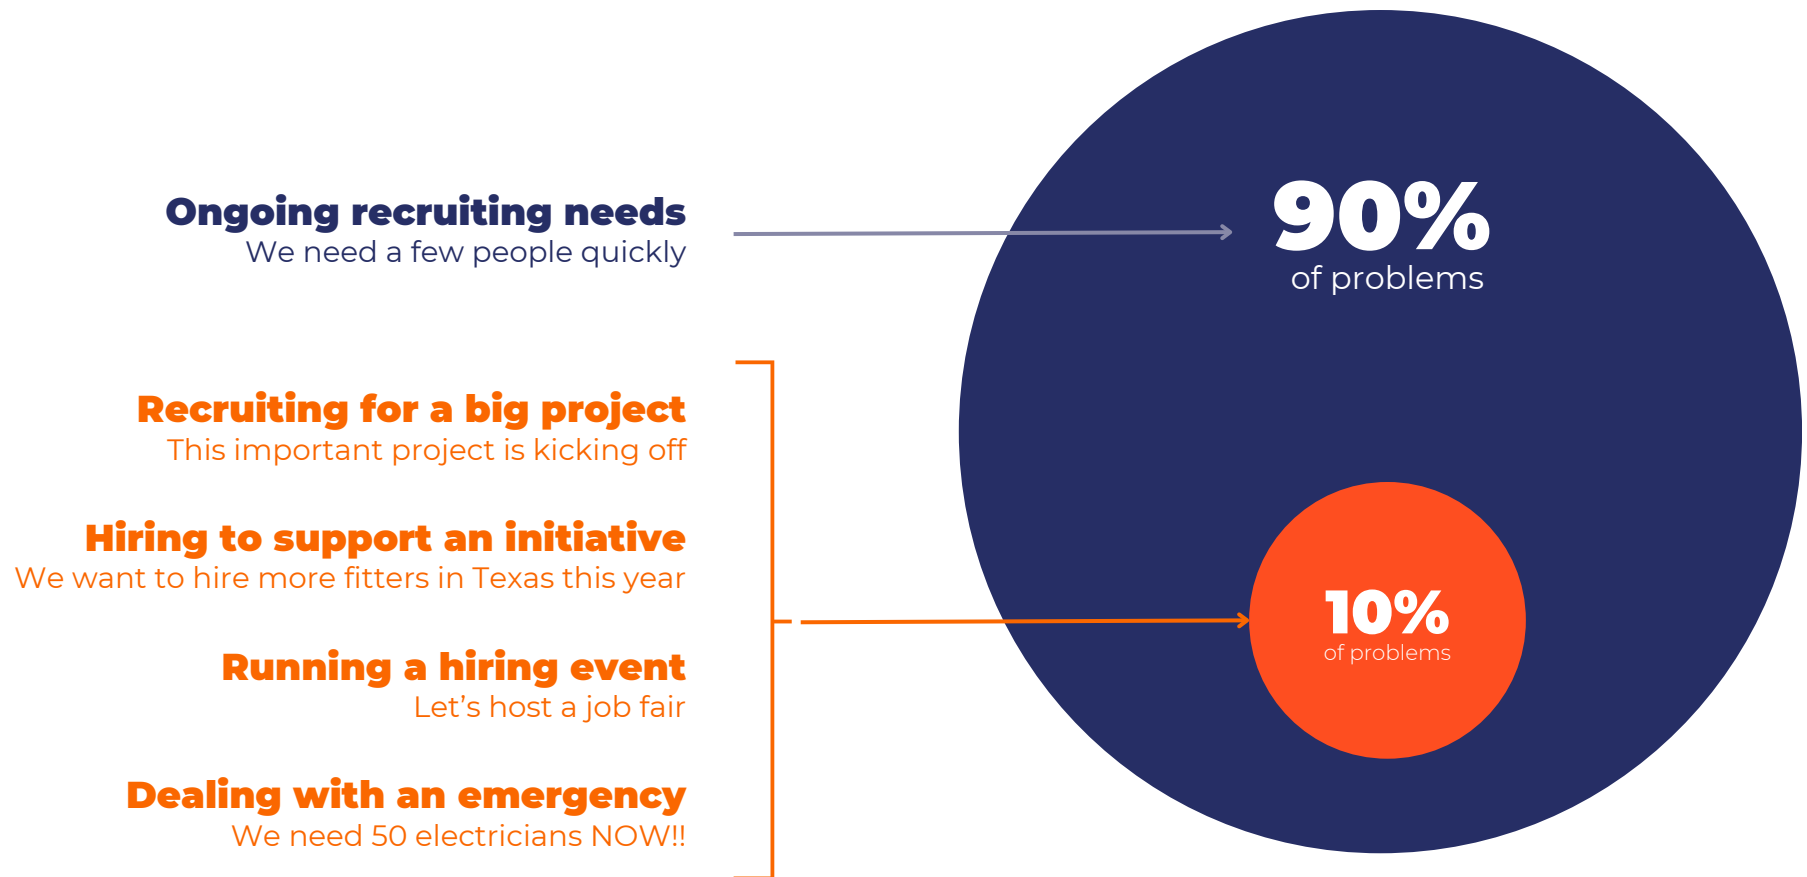 Ongoing recruiting needs
We need a few people quickly
90%
of problems
Recruiting for a big project
This important project is kicking off
Hiring to support an initiative
We want to hire more fitters in Texas this year
Running a hiring event
Let’s host a job fair
Dealing with an emergency
We need 50 electricians NOW!!
10%
of problems